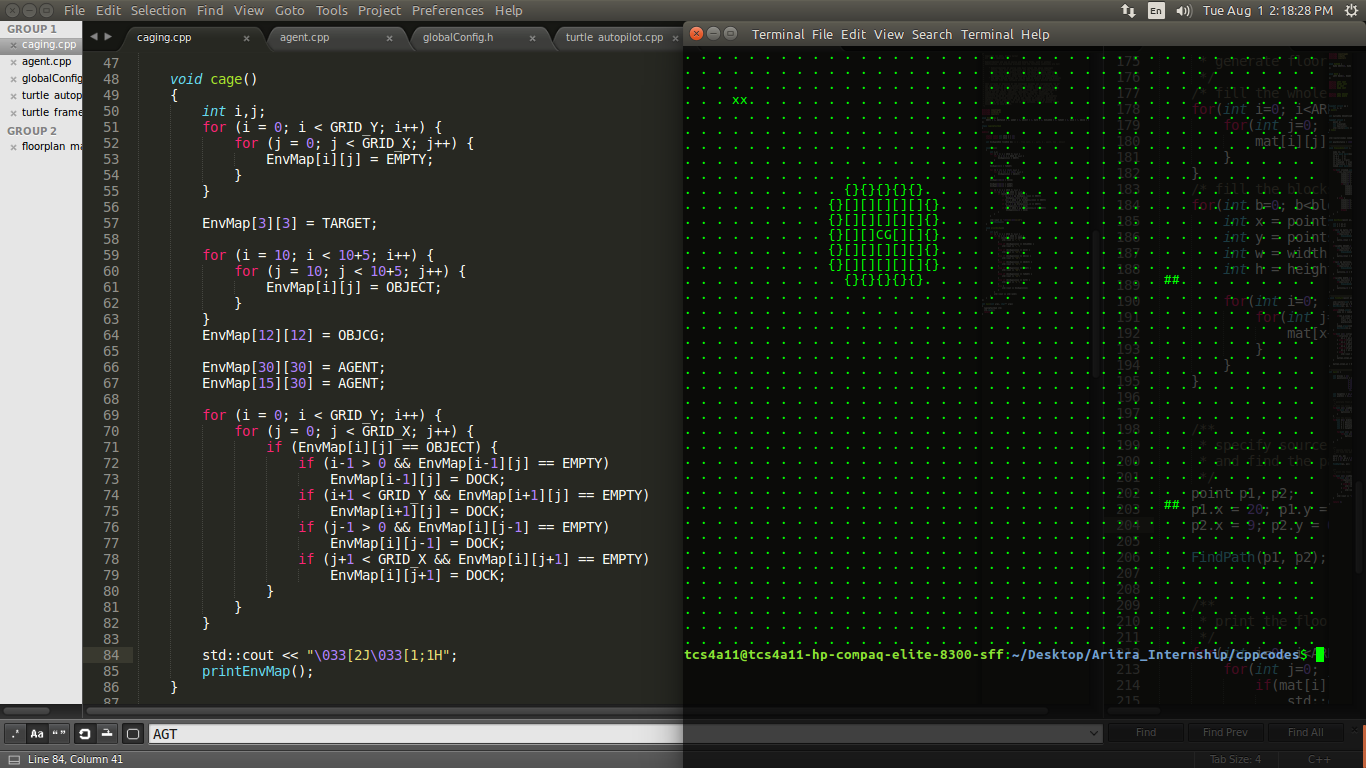 File Edit Selection Find View Goto Tools Project Preferences Help
En Tue Aug 1 2:18:28 PM
GROUP 1
caging.cpp
agent.cpp
globalConfig
turtle autop
turtle frame
GROUP 2
floorplan ma
caging.cpp agent.cpp globalConfig.h turtle autopilot.cpp
47
48 void cage()
49 {
50 int i,j;
51 for (i = 0; i < GRID_Y; i++) {
52 for (j = 0; j < GRID_X; j++) {
53 EnvMap[i][j] = EMPTY;
54 }
55 }
56
57 EnvMap[3][3] = TARGET;
58
59 for (i = 10; i < 10+5; i++) {
60 for (j = 10; j < 10+5; j++) {
61 EnvMap[i][j] = OBJECT;
62 }
63 }
64 EnvMap[12][12] = OBJCG;
65
66 EnvMap[30][30] = AGENT;
67 EnvMap[15][30] = AGENT;
68
69 for (i = 0; i < GRID_Y; i++) {
70 for (j = 0; j < GRID_X; j++) {
71 if (EnvMap[i][j] == OBJECT) {
72 if (i-1 > 0 && EnvMap[i-1][j] == EMPTY)
73 EnvMap[i-1][j] = DOCK;
74 if (i+1 < GRID_Y && EnvMap[i+1][j] == EMPTY)
75 EnvMap[i+1][j] = DOCK;
76 if (j-1 > 0 && EnvMap[i][j-1] == EMPTY)
77 EnvMap[i][j-1] = DOCK;
78 if (j+1 < GRID_X && EnvMap[i][j+1] == EMPTY)
79 EnvMap[i][j+1] = DOCK;
80 }
81 }
82 }
83
84 std::cout << "\033[2J\033[1;1H";
85 printEnvMap();
86 }
87
Terminal File Edit View Search Terminal Help
xx.
{}{}{}{}{}
{}[][][][][]{}
{}[][][][][]{}
{}[][]CG[][]{}
{}[][][][][]{}
{}[][][][][]{}
{}{}{}{}{}
##.
##.
tcs4a11@tcs4a11-hp-compaq-elite-8300-sff:~/Desktop/Aritra_Internship/cppcodes$
AGT
Find Find Prev Find All
Line 84, Column 41
Tab Size: 4 C++